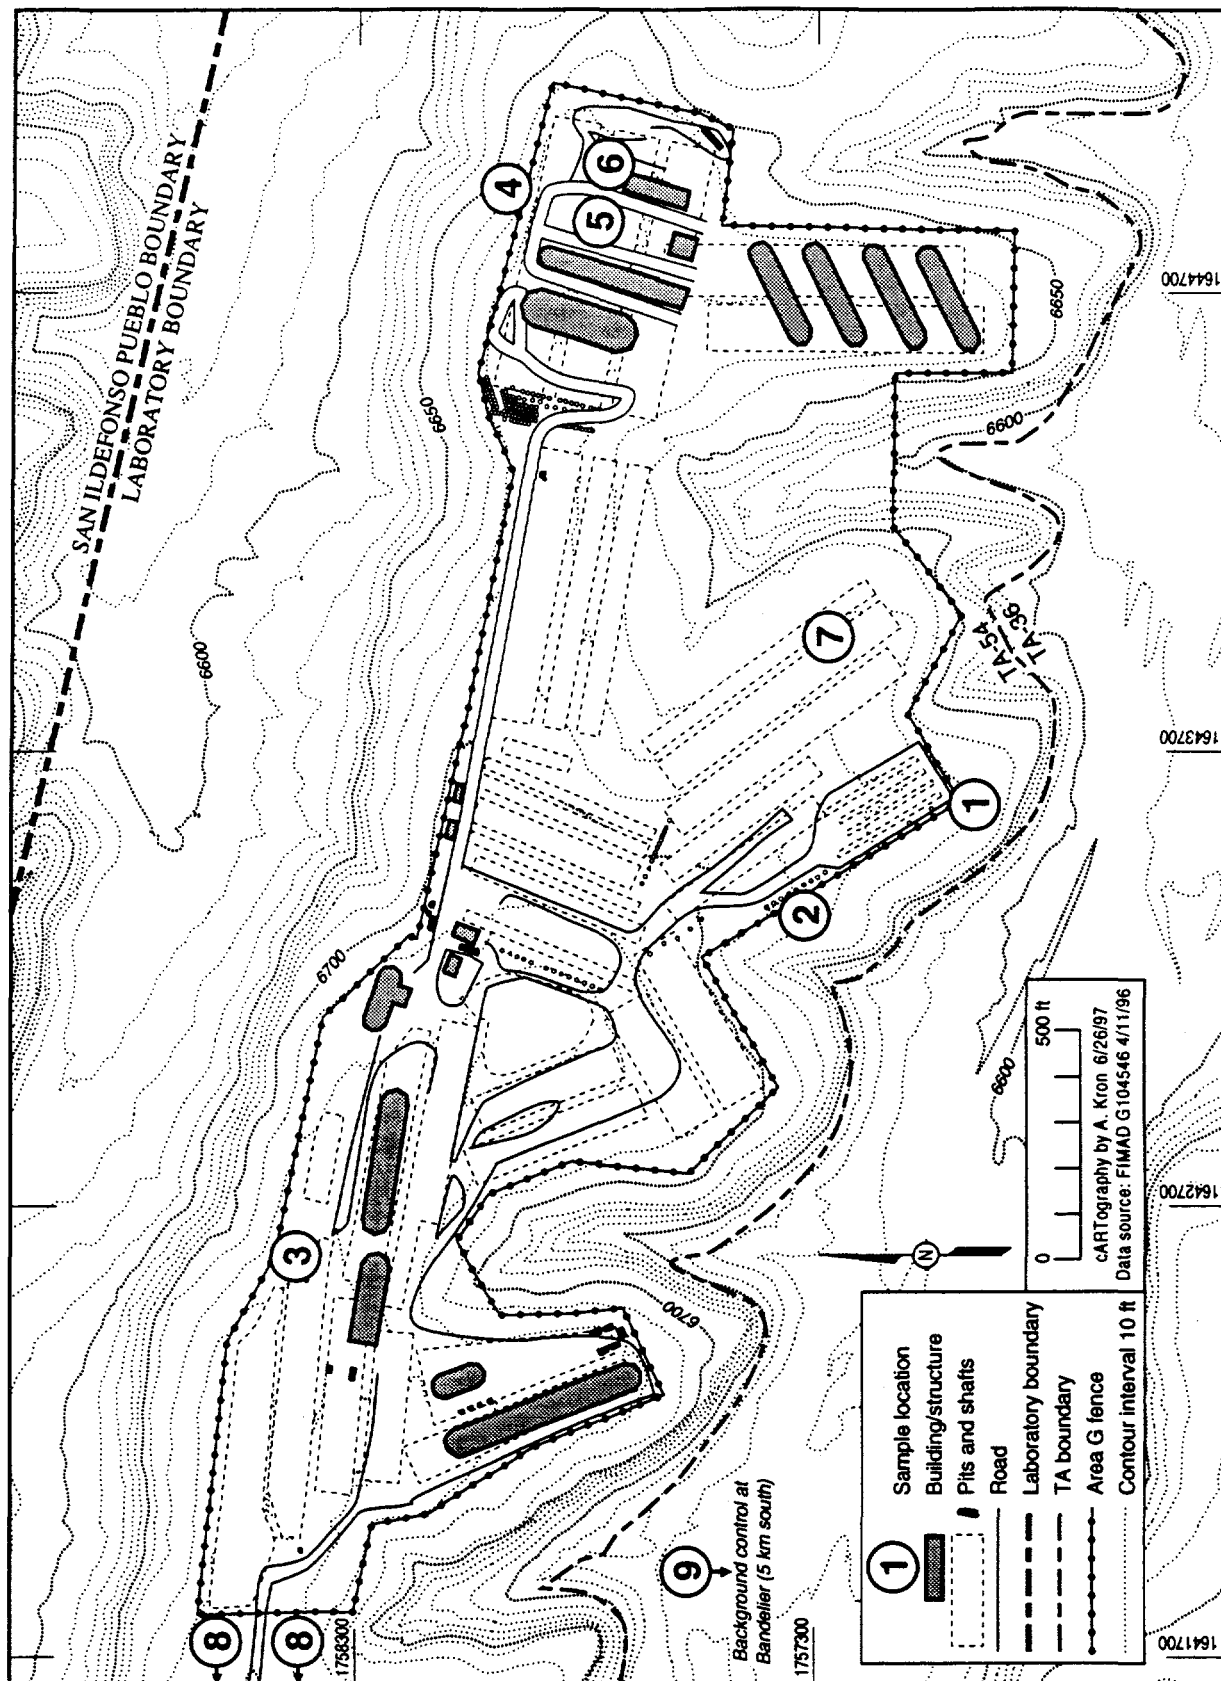 SAN ILDEFONSO PUEBLO BOUNDARY
LABORATORY BOUNDARY
4
6
5
6650
6650
1644700
6600
6600
7
TA-54
TA-36
1643700
1
2
6700
3
6600
1642700
6700
8
8
1758300
9
Background control at
Bandelier (5 km south)
1757300
1641700
N
0 500 ft
cARTography by A. Kron 6/26/97
Data source: FIMAD G104546 4/11/96
1 Sample location
Building/structure
Pits and shafts
Road
Laboratory boundary
TA boundary
Area G fence
Contour interval 10 ft